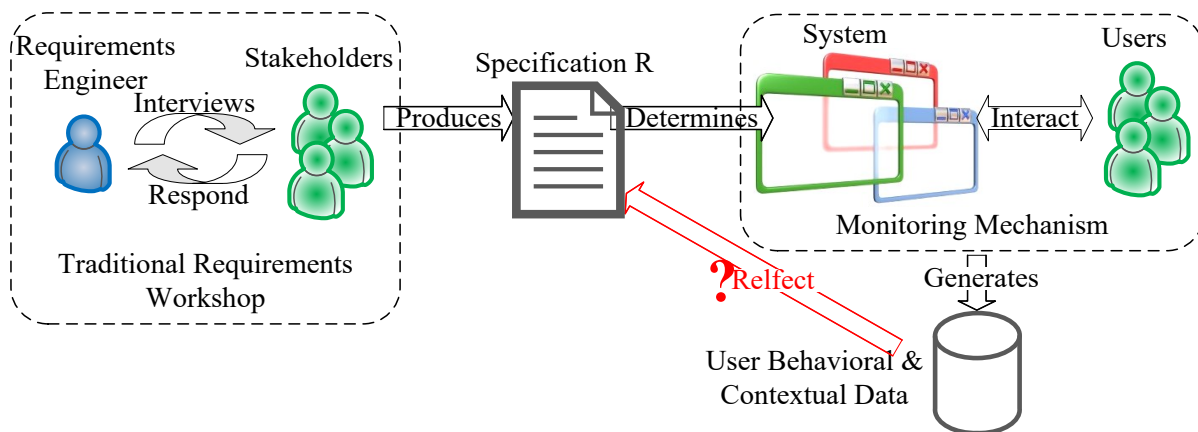 Requirements
Engineer
Stakeholders
Interviews
Respond
Traditional Requirements
Workshop
Produces
Specification R
Determines
System
Users
Interact
Monitoring Mechanism
Generates
?
Relfect
User Behavioral &
Contextual Data